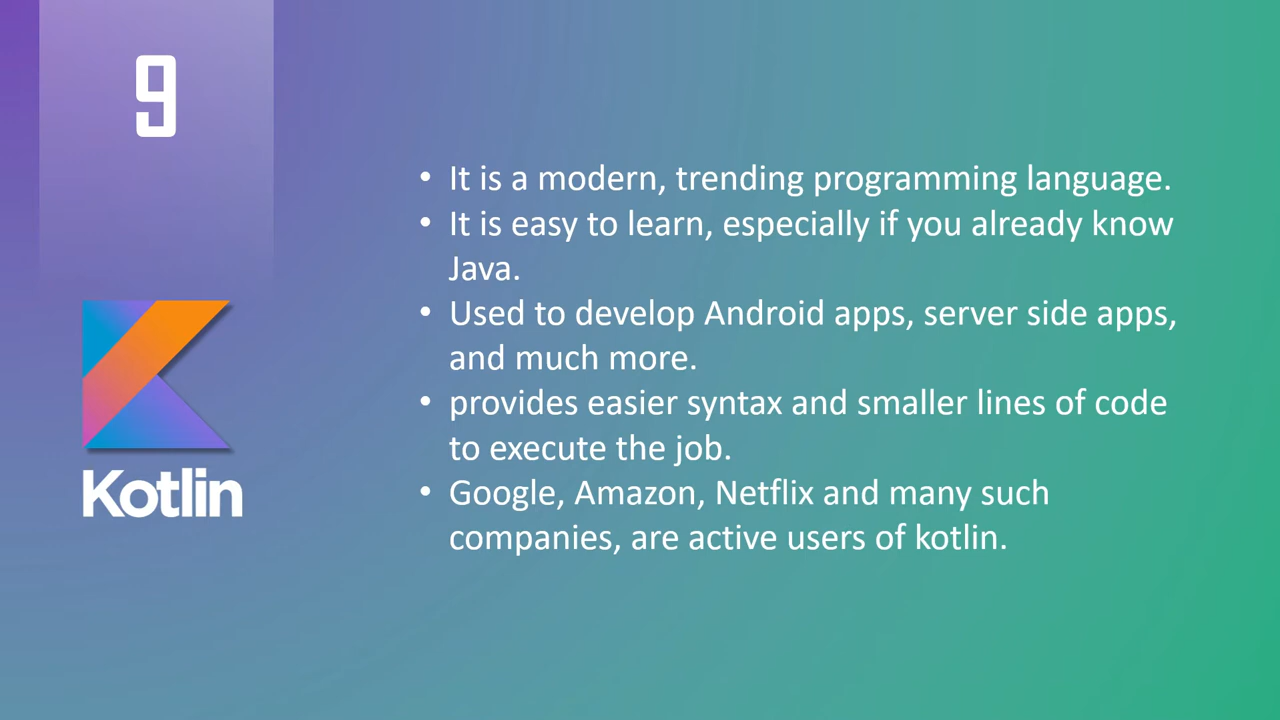 9
• It is a modern, trending programming language.
• It is easy to learn, especially if you already know
Java.
• Used to develop Android apps, server side apps,
and much more.
• provides easier syntax and smaller lines of code
to execute the job.
• Google, Amazon, Netflix and many such
companies, are active users of kotlin.
Kotlin